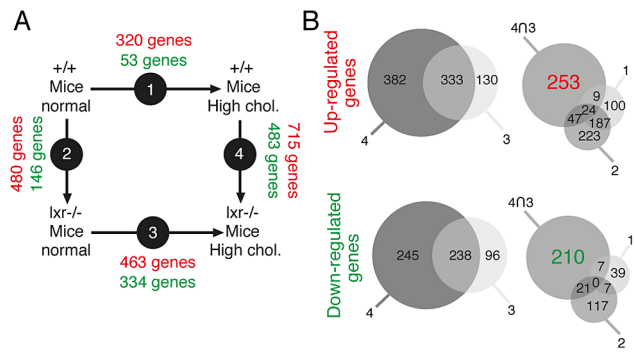 A
320 genes
53 genes
+/+
Mice
normal
1
+/+
Mice
High chol.
480 genes
146 genes
2
4
715 genes
483 genes
lxr-/-
Mice
normal
3
lxr-/-
Mice
High chol.
463 genes
334 genes
B
Up-regulated
genes
382
333
130
4
3
4∩3
253
1
9
100
24
47
187
223
2
Down-regulated
genes
245
238
96
4
3
4∩3
210
1
7
39
21
0
7
117
2